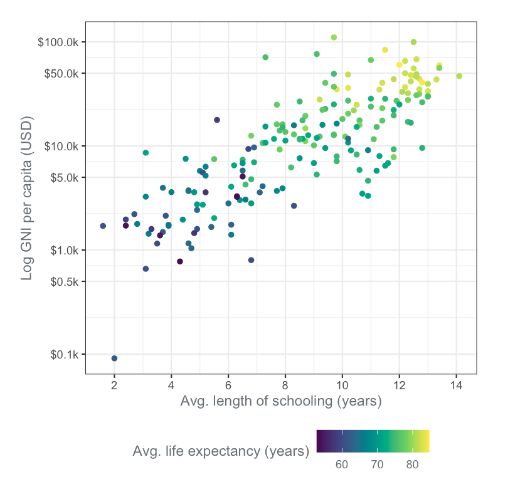 $100.0k
$50.0k
$10.0k
$5.0k
$1.0k
$0.5k
$0.1k
Log GNI per capita (USD)
2 4 6 8 10 12 14
Avg. length of schooling (years)
Avg. life expectancy (years)
60 70 80